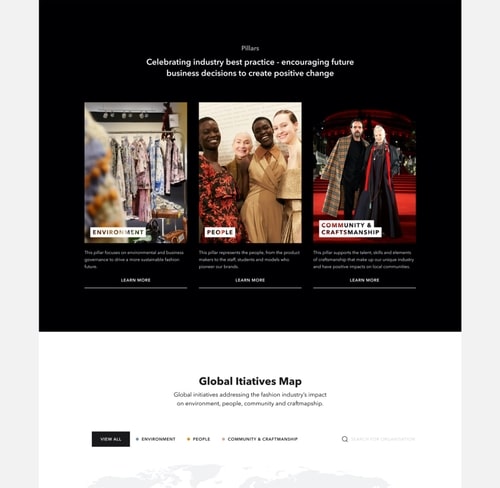 Pillars
Celebrating industry best practice - encouraging future
business decisions to create positive change
ENVIRONMENT
PEOPLE
COMMUNITY &
CRAFTSMANSHIP
This pillar focuses on environmental and business
governance to drive a more sustainable fashion
future.
This pillar represents the people, from the product
makers to the staff, students and models who
pioneer our brands.
This pillar supports the talent, skills and elements
of craftsmanship that make up our unique industry
and have positive impacts on local communities.
LEARN MORE
LEARN MORE
LEARN MORE
Global Itiatives Map
Global initiatives addressing the fashion industry's impact
on environment, people, community and craftmapship.
VIEW ALL
ENVIRONMENT
PEOPLE
COMMUNITY & CRAFTMANSHIP
SEARCH FOR ORGANISATION